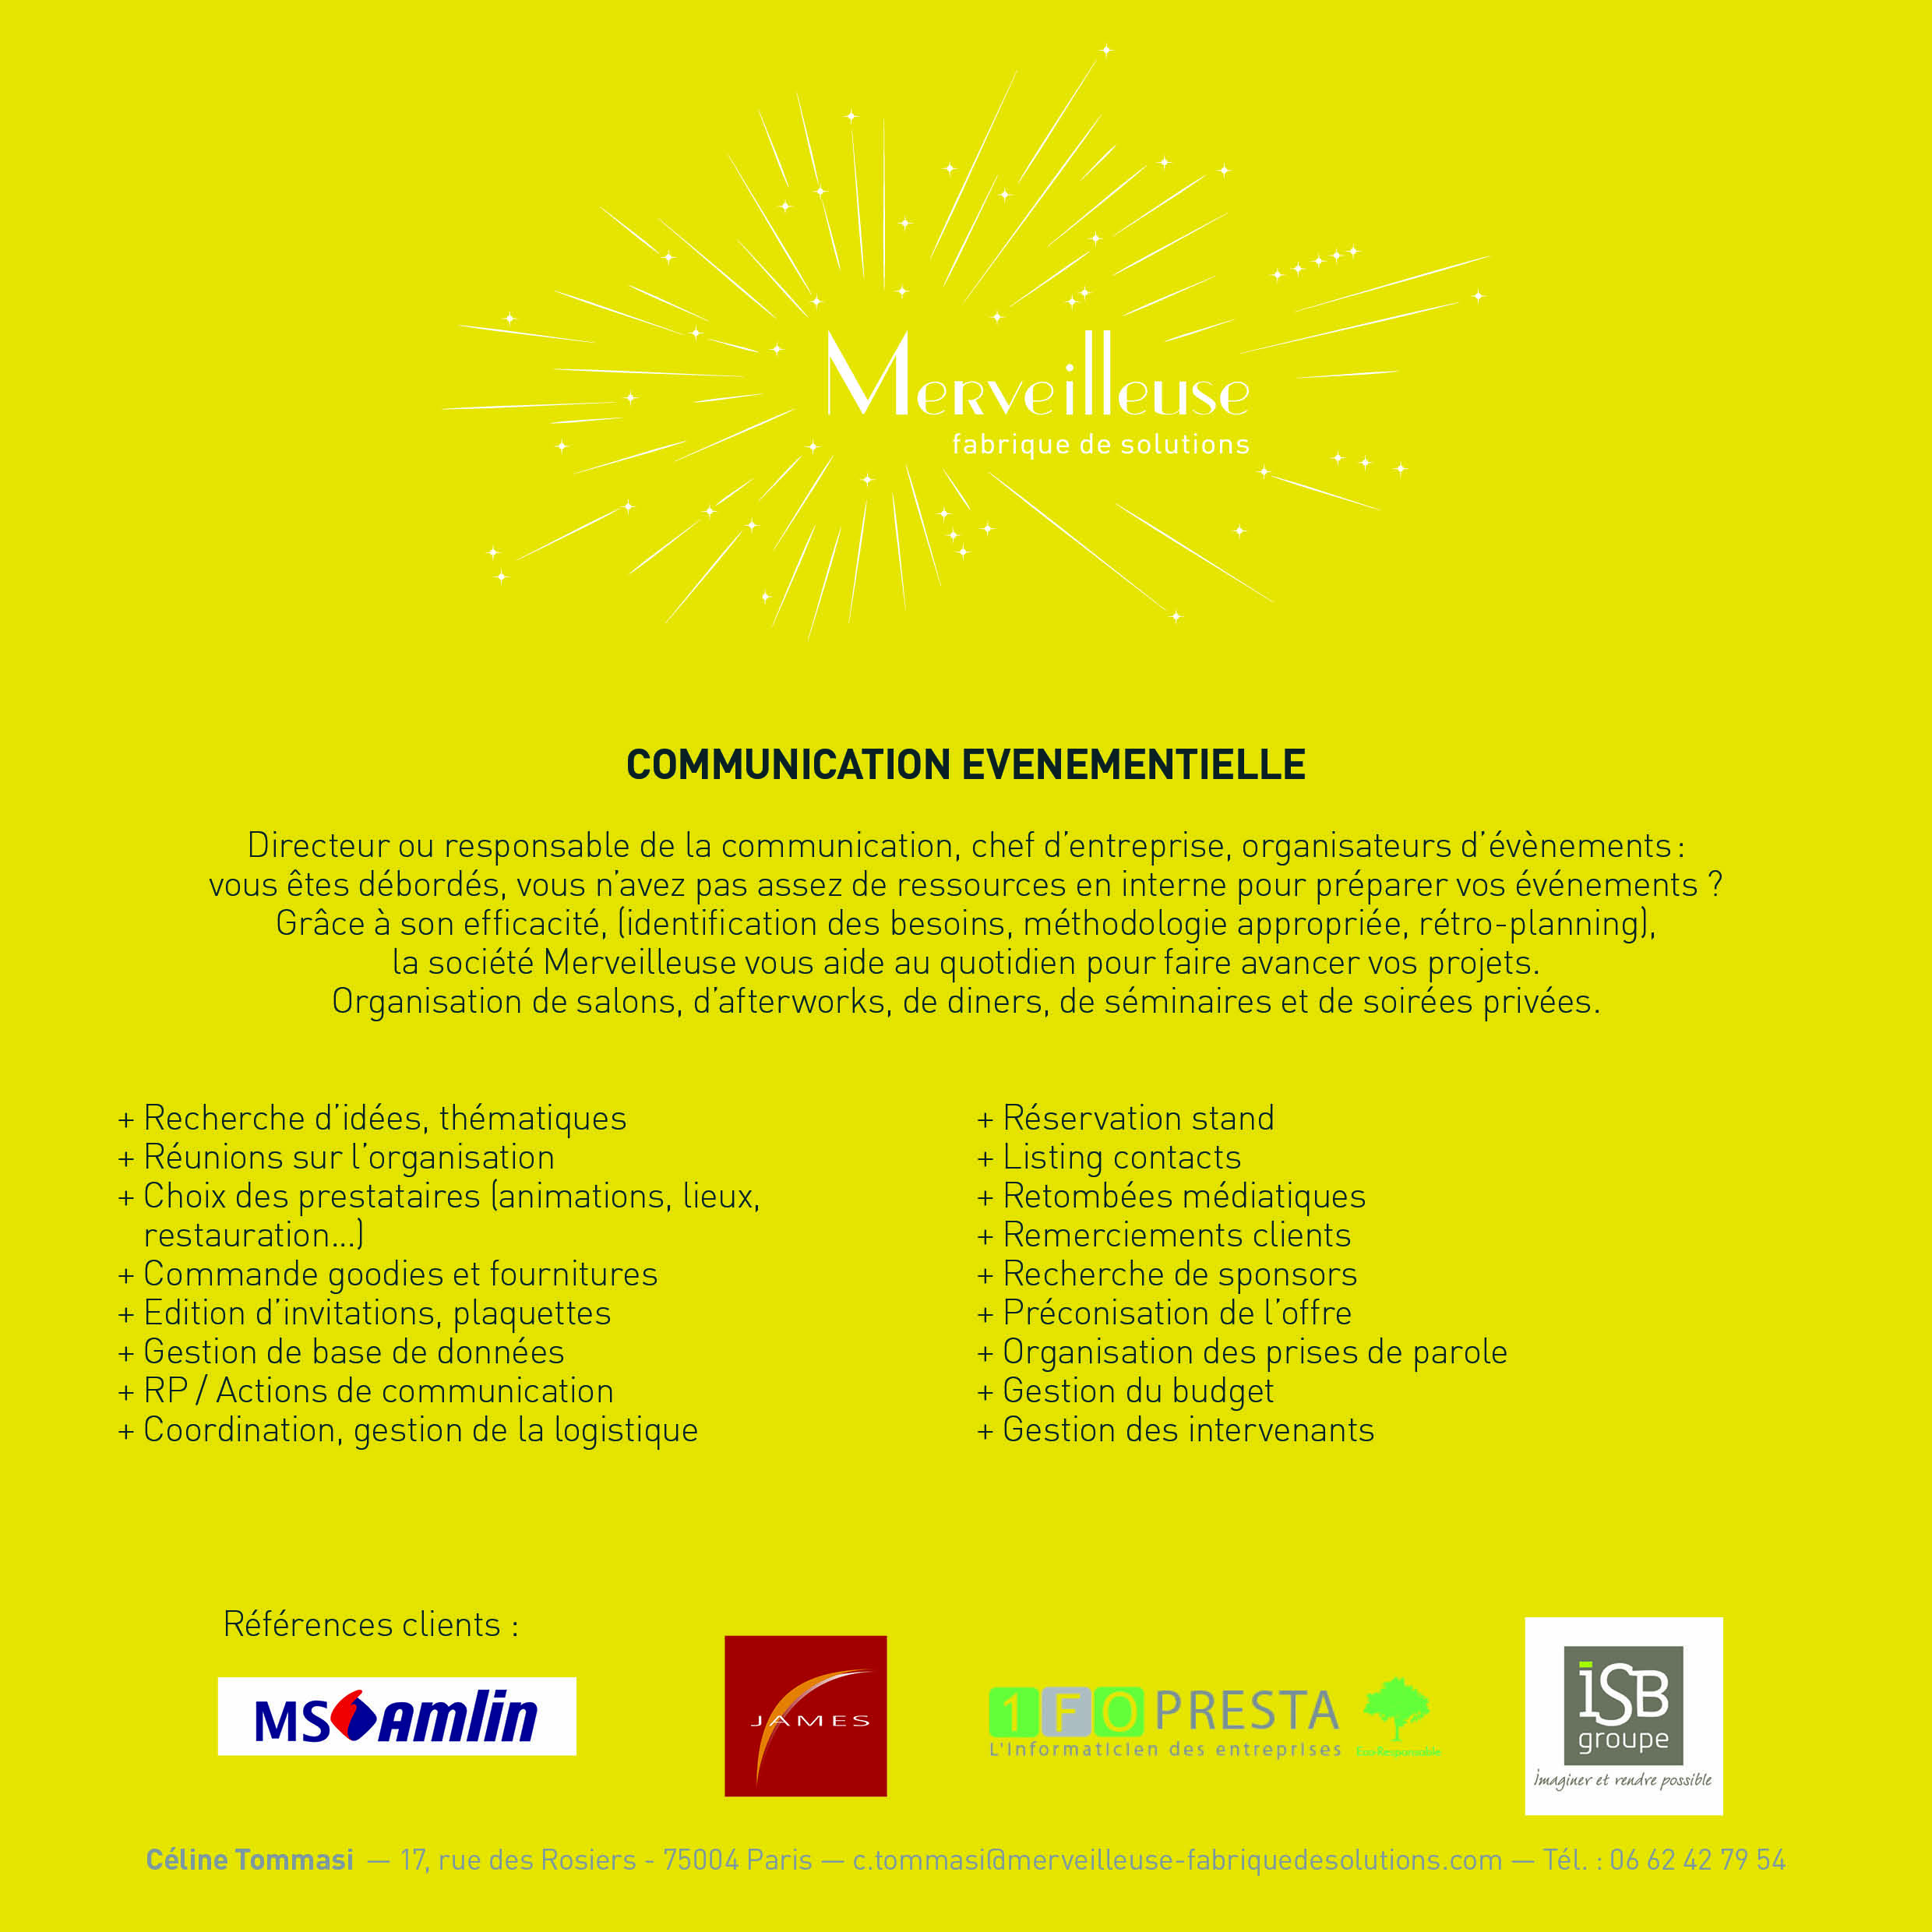 Merveilleuse
fabrique de solutions
COMMUNICATION EVENEMENTIELLE
Directeur ou responsable de la communication, chef d’entreprise, organisateurs d’évènements :
vous êtes débordés, vous n’avez pas assez de ressources en interne pour préparer vos événements ?
Grâce à son efficacité, (identification des besoins, méthodologie appropriée, rétro-planning),
la société Merveilleuse vous aide au quotidien pour faire avancer vos projets.
Organisation de salons, d’afterworks, de diners, de séminaires et de soirées privées.
+ Recherche d’idées, thématiques
+ Réunions sur l’organisation
+ Choix des prestataires (animations, lieux,
restauration...)
+ Commande goodies et fournitures
+ Edition d’invitations, plaquettes
+ Gestion de base de données
+ RP / Actions de communication
+ Coordination, gestion de la logistique
+ Réservation stand
+ Listing contacts
+ Retombées médiatiques
+ Remerciements clients
+ Recherche de sponsors
+ Préconisation de l’offre
+ Organisation des prises de parole
+ Gestion du budget
+ Gestion des intervenants
Références clients :
MS amlin
JAMES
1FO PRESTA
L'Informaticien des entreprises
Eco-Responsable
iSB
groupe
Imaginer et rendre possible
Céline Tommasi — 17, rue des Rosiers - 75004 Paris — c.tommasi@merveilleuse-fabriquedesolutions.com — Tél. : 06 62 42 79 54